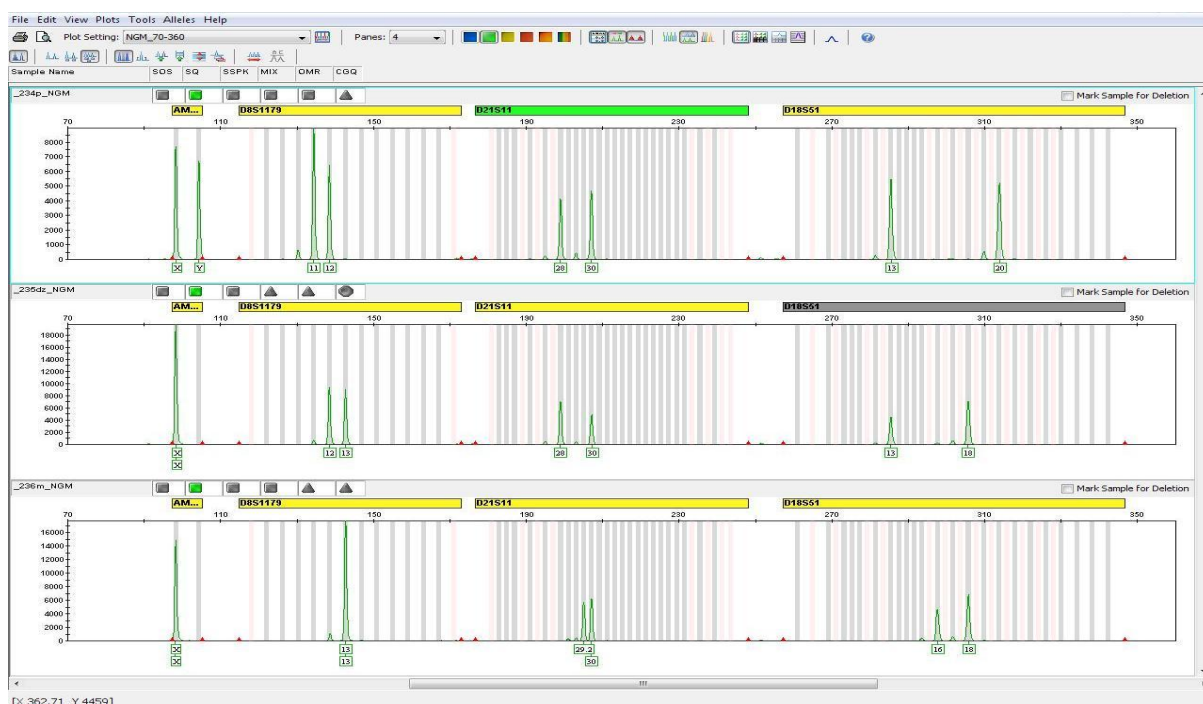 File Edit View Plots Tools Alleles Help
Plot Setting: NGM_70-360 Panes: 4
Sample Name SOS SQ SSPK MIX OMR CGQ
_234p_NGM Mark Sample for Deletion
AM... D8S1179 D21S11 D18S51
70 150 190 230 270 310 350
8000
6000
5000
4000
3000
2000
1000
0
X Y 11 12 28 30 13 20
_235dz_NGM Mark Sample for Deletion
AM... D8S1179 D21S11 D18S51
70 150 190 230 270 310 350
18000
16000
14000
12000
10000
8000
6000
4000
2000
0
X 12 13 28 30 13 18
X
_236m_NGM Mark Sample for Deletion
AM... D8S1179 D21S11 D18S51
70 150 190 230 270 310 350
16000
14000
12000
10000
8000
6000
4000
2000
0
X 13 29.2 16 18
X 13 30
[X 362.71 Y 4459]